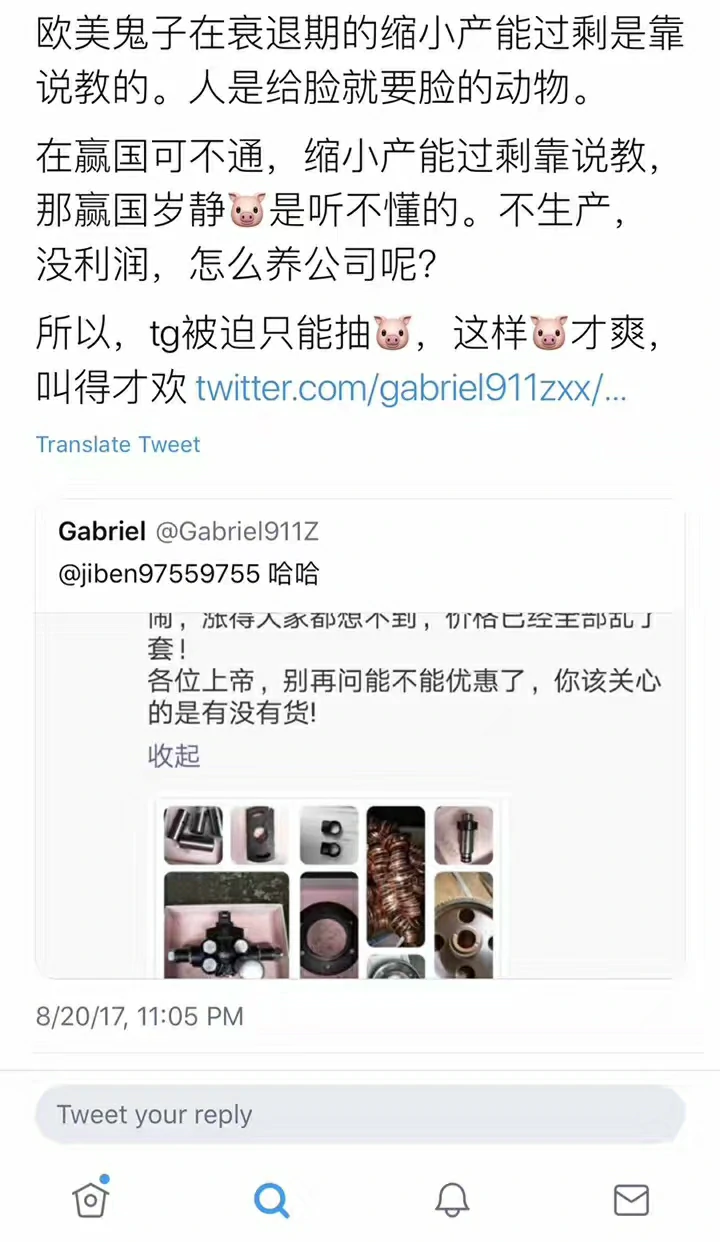 欧美鬼子在衰退期的缩小产能过剩是靠
说教的。人是给脸就要脸的动物。
在赢国可不通，缩小产能过剩靠说教，
那赢国岁静🐷是听不懂的。不生产，
没利润，怎么养公司呢？
所以，tg被迫只能抽🐷，这样🐷才爽，
叫得才欢 twitter.com/gabriel911zxx/...
Translate Tweet
Gabriel @Gabriel911Z
@jiben97559755 哈哈
闹，涨得大家都想不到，价格已经全部乱了
套！
各位上帝，别再问能不能优惠了，你该关心
的是有没有货!
收起
8/20/17, 11:05 PM
Tweet your reply